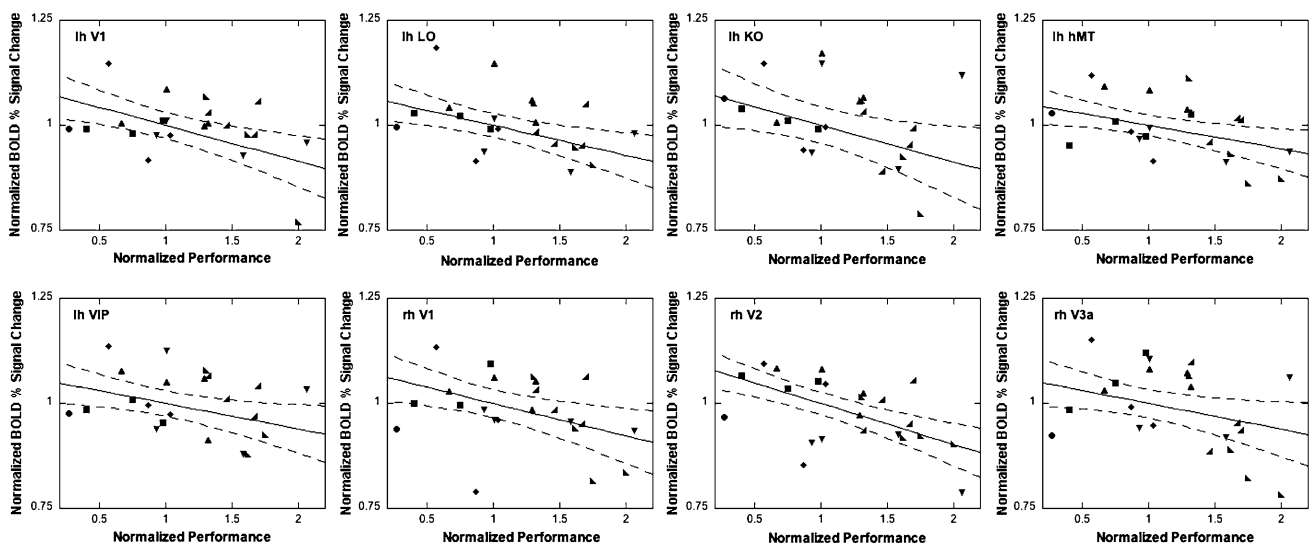 1.25
lh V1
1
0.75
0.5 1 1.5 2
Normalized Performance
Normalized BOLD % Signal Change
1.25
lh LO
1
0.75
0.5 1 1.5 2
Normalized Performance
Normalized BOLD % Signal Change
1.25
lh KO
1
0.75
0.5 1 1.5 2
Normalized Performance
Normalized BOLD % Signal Change
1.25
lh hMT
1
0.75
0.5 1 1.5 2
Normalized Performance
Normalized BOLD % Signal Change
1.25
lh VIP
1
0.75
0.5 1 1.5 2
Normalized Performance
Normalized BOLD % Signal Change
1.25
rh V1
1
0.75
0.5 1 1.5 2
Normalized Performance
Normalized BOLD % Signal Change
1.25
rh V2
1
0.75
0.5 1 1.5 2
Normalized Performance
Normalized BOLD % Signal Change
1.25
rh V3a
1
0.75
0.5 1 1.5 2
Normalized Performance
Normalized BOLD % Signal Change